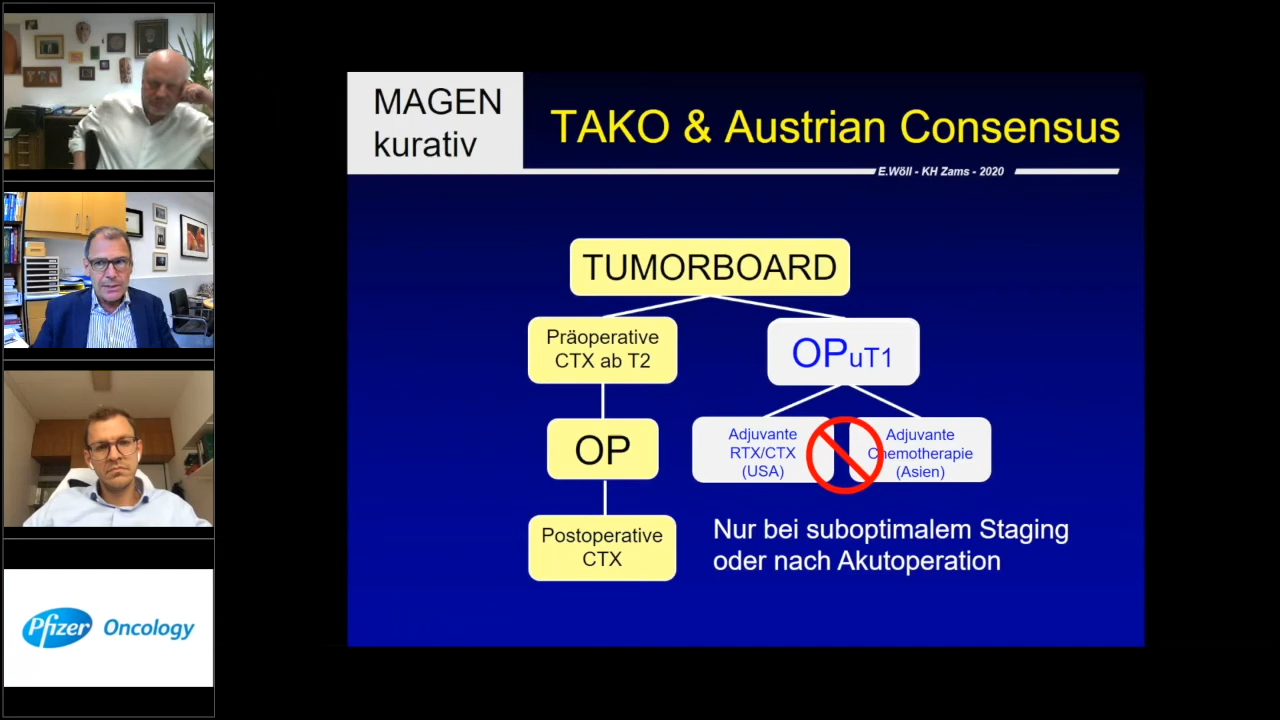 MAGEN
kurativ
TAKO & Austrian Consensus
E.Wöll - KH Zams - 2020
TUMORBOARD
Präoperative
CTX ab T2
OPuT1
OP
Adjuvante
RTX/CTX
(USA)
Adjuvante
Chemotherapie
(Asien)
Postoperative
CTX
Nur bei suboptimalem Staging
oder nach Akutoperation
Pfizer Oncology